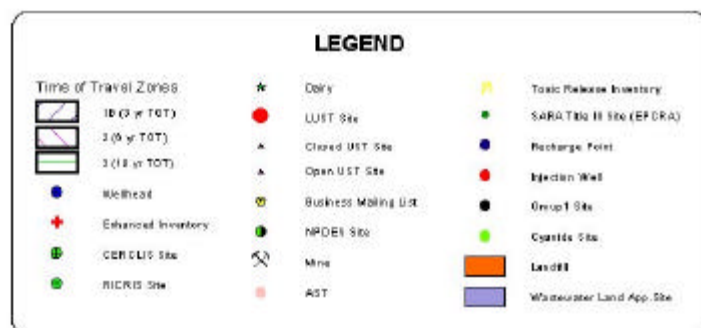 LEGEND
Time of Travel Zones
1B (3 yr TOT)
2 (6 yr TOT)
3 (10 yr TOT)
Wellhead
Enhanced Inventory
CERCLIS Site
RICRIS Site
Dairy
LUST Site
Closed UST Site
Open UST Site
Business Mailing List
NPDES Site
Mine
AST
Toxic Release Inventory
SARA Title III Site (EPCRA)
Recharge Point
Injection Well
Group1 Site
Cyanide Site
Landfill
Wastewater Land App. Site